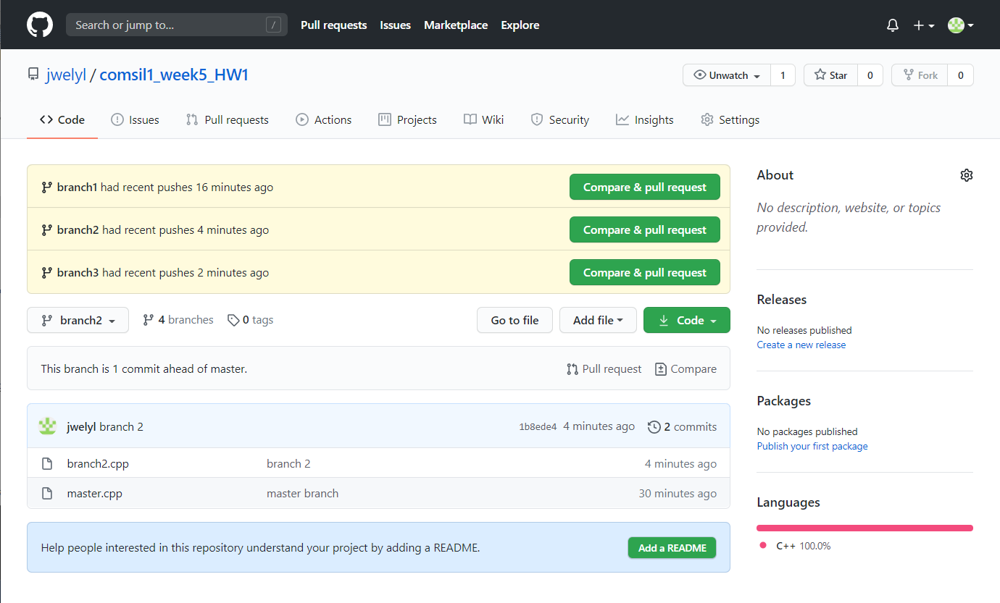 Search or jump to... / Pull requests Issues Marketplace Explore
jwelyl / comsil1_week5_HW1 Unwatch 1 Star 0 Fork 0
Code Issues Pull requests Actions Projects Wiki Security Insights Settings
branch1 had recent pushes 16 minutes ago Compare & pull request
branch2 had recent pushes 4 minutes ago Compare & pull request
branch3 had recent pushes 2 minutes ago Compare & pull request
branch2 4 branches 0 tags Go to file Add file Code
This branch is 1 commit ahead of master. Pull request Compare
jwelyl branch 2 1b8ede4 4 minutes ago 2 commits
branch2.cpp branch 2 4 minutes ago
master.cpp master branch 30 minutes ago
Help people interested in this repository understand your project by adding a README. Add a README
About
No description, website, or topics
provided.
Releases
No releases published
Create a new release
Packages
No packages published
Publish your first package
Languages
C++ 100.0%